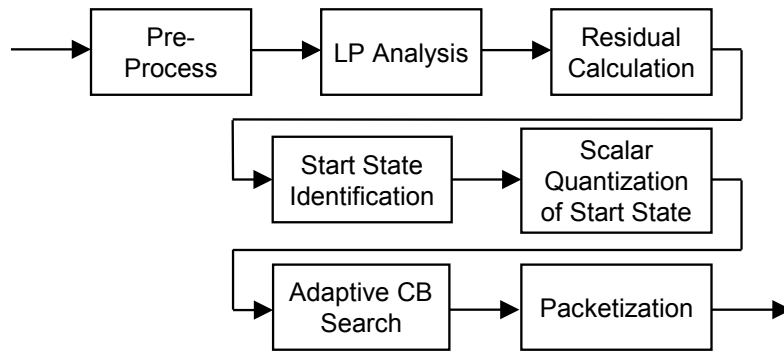 Pre-
Process
LP Analysis
Residual
Calculation
Start State
Identification
Scalar
Quantization
of Start State
Adaptive CB
Search
Packetization